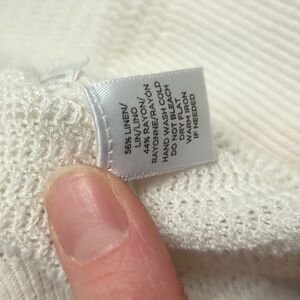 56% LINEN/
LIN/LINO
44% RAYON/
RAYONNE/RAYÓN
HAND WASH COLD
DO NOT BLEACH
DRY FLAT
WARM IRON
IF NEEDED